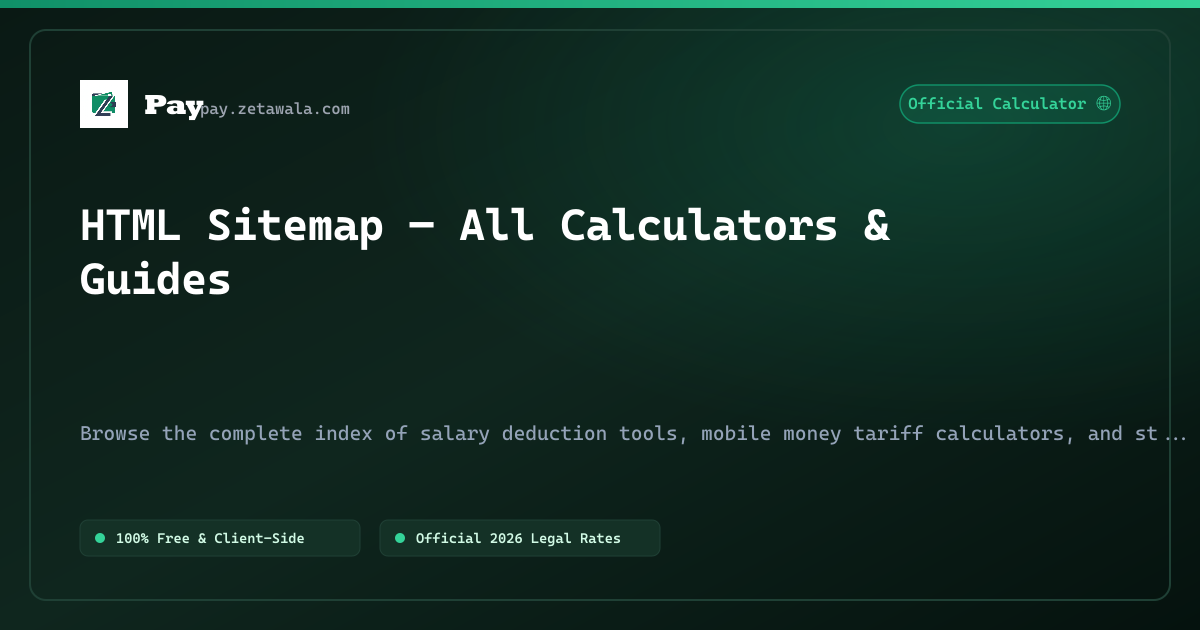 Pay
pay.zetawala.com
Official Calculator
HTML Sitemap – All Calculators &
Guides
Browse the complete index of salary deduction tools, mobile money tariff calculators, and st...
100% Free & Client-Side
Official 2026 Legal Rates